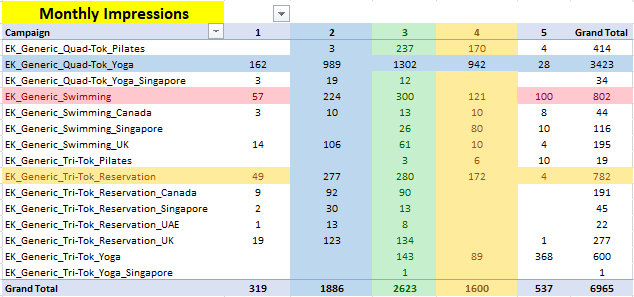 Monthly Impressions
Campaign 1 2 3 4 5 Grand Total
EK_Generic_Quad-Tok_Pilates 3 237 170 4 414
EK_Generic_Quad-Tok_Yoga 162 989 1302 942 28 3423
EK_Generic_Quad-Tok_Yoga_Singapore 3 19 12 34
EK_Generic_Swimming 57 224 300 121 100 802
EK_Generic_Swimming_Canada 3 10 13 10 8 44
EK_Generic_Swimming_Singapore 26 80 10 116
EK_Generic_Swimming_UK 14 106 61 10 4 195
EK_Generic_Tri-Tok_Pilates 3 6 10 19
EK_Generic_Tri-Tok_Reservation 49 277 280 172 4 782
EK_Generic_Tri-Tok_Reservation_Canada 9 92 90 191
EK_Generic_Tri-Tok_Reservation_Singapore 2 30 13 45
EK_Generic_Tri-Tok_Reservation_UAE 1 13 8 22
EK_Generic_Tri-Tok_Reservation_UK 19 123 134 1 277
EK_Generic_Tri-Tok_Yoga 143 89 368 600
EK_Generic_Tri-Tok_Yoga_Singapore 1 1
Grand Total 319 1886 2623 1600 537 6965